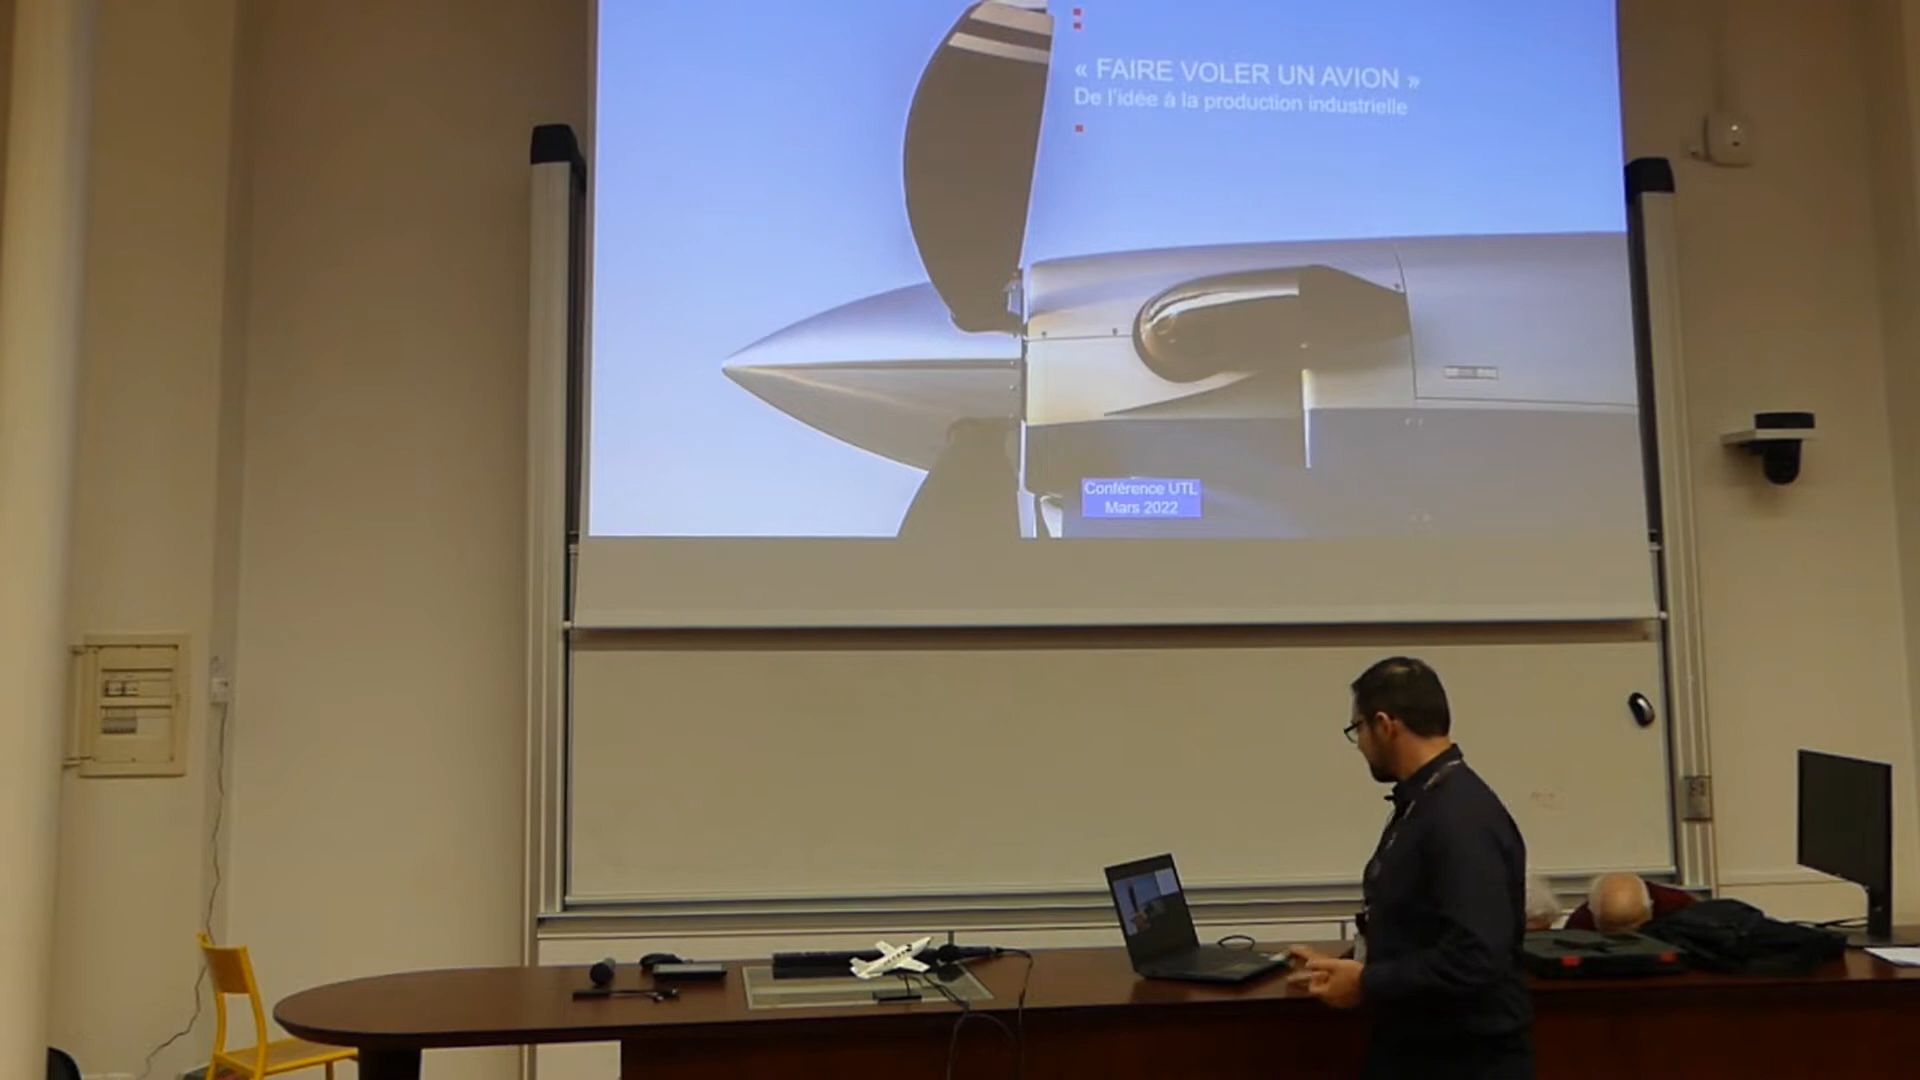 « FAIRE VOLER UN AVION »
De l'idée à la production industrielle
Conférence UTL
Mars 2022